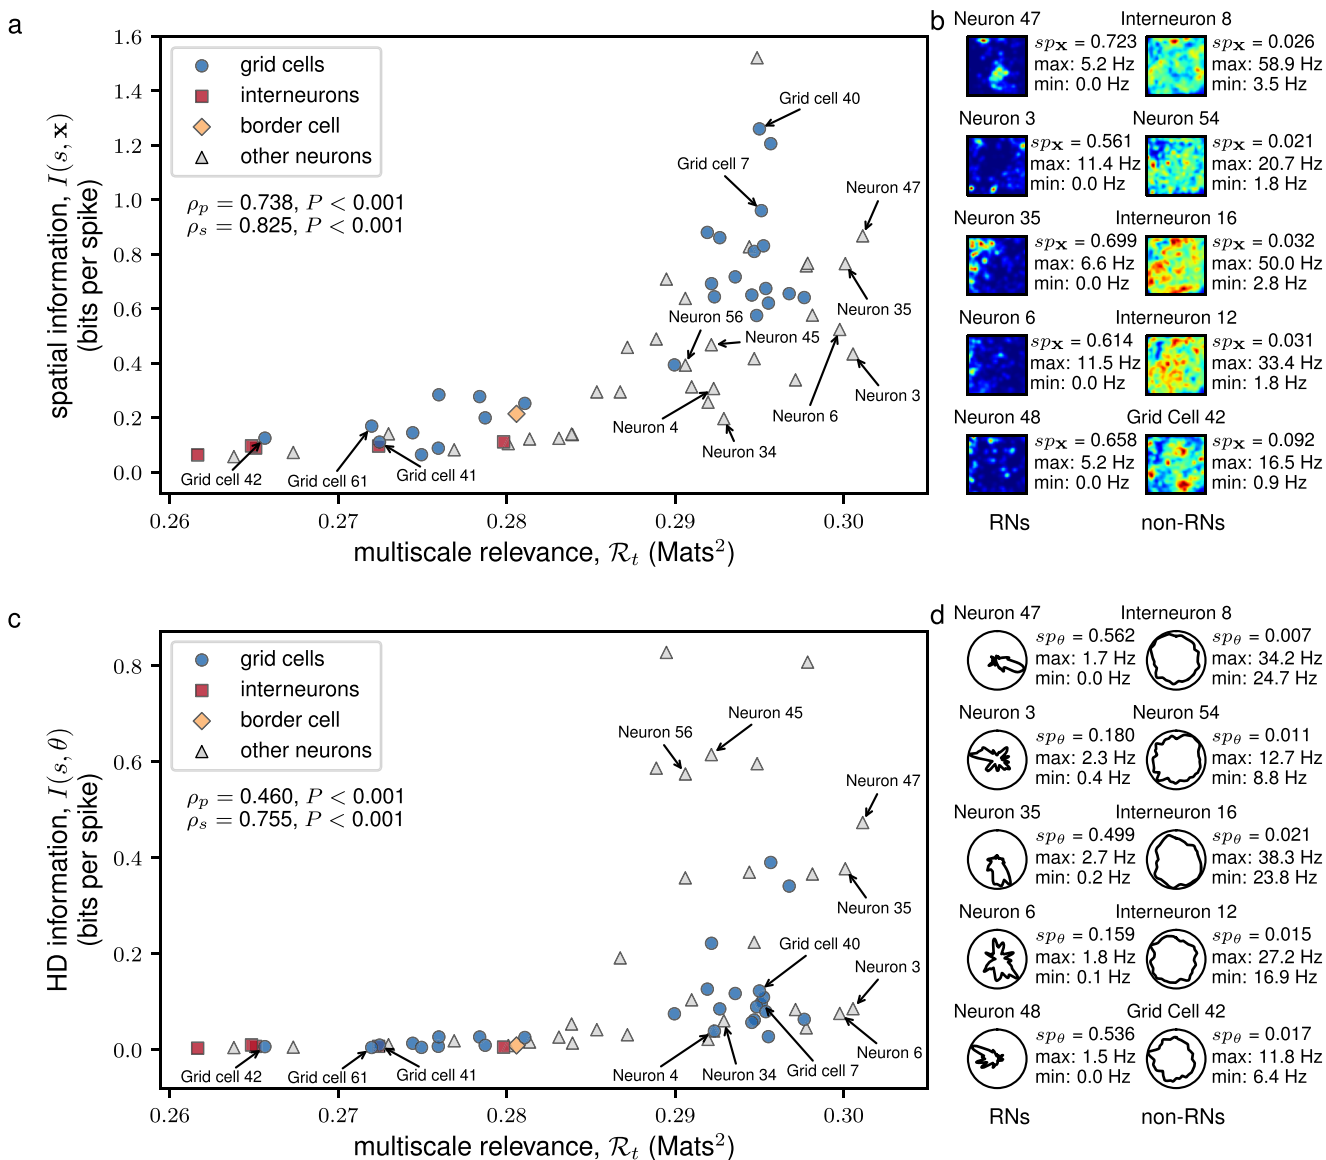 a
1.6
1.4
1.2
1.0
0.8
0.6
0.4
0.2
0.0
spatial information, I(s, x)
(bits per spike)
grid cells
interneurons
border cell
other neurons
ρp = 0.738, P < 0.001
ρs = 0.825, P < 0.001
Grid cell 40
Grid cell 7
Neuron 47
Neuron 35
Neuron 56
Neuron 45
Neuron 3
Neuron 6
Neuron 4
Neuron 34
Grid cell 42
Grid cell 61
Grid cell 41
0.26
0.27
0.28
0.29
0.30
multiscale relevance, ℛt (Mats²)
b
Neuron 47
spx = 0.723
max: 5.2 Hz
min: 0.0 Hz
Interneuron 8
spx = 0.026
max: 58.9 Hz
min: 3.5 Hz
Neuron 3
spx = 0.561
max: 11.4 Hz
min: 0.0 Hz
Neuron 54
spx = 0.021
max: 20.7 Hz
min: 1.8 Hz
Neuron 35
spx = 0.699
max: 6.6 Hz
min: 0.0 Hz
Interneuron 16
spx = 0.032
max: 50.0 Hz
min: 2.8 Hz
Neuron 6
spx = 0.614
max: 11.5 Hz
min: 0.0 Hz
Interneuron 12
spx = 0.031
max: 33.4 Hz
min: 1.8 Hz
Neuron 48
spx = 0.658
max: 5.2 Hz
min: 0.0 Hz
Grid Cell 42
spx = 0.092
max: 16.5 Hz
min: 0.9 Hz
RNs
non-RNs
c
0.8
0.6
0.4
0.2
0.0
HD information, I(s, θ)
(bits per spike)
grid cells
interneurons
border cell
other neurons
ρp = 0.460, P < 0.001
ρs = 0.755, P < 0.001
Neuron 45
Neuron 56
Neuron 47
Neuron 35
Grid cell 40
Neuron 3
Neuron 6
Grid cell 7
Neuron 34
Neuron 4
Grid cell 42
Grid cell 61
Grid cell 41
0.26
0.27
0.28
0.29
0.30
multiscale relevance, ℛt (Mats²)
d
Neuron 47
spθ = 0.562
max: 1.7 Hz
min: 0.0 Hz
Interneuron 8
spθ = 0.007
max: 34.2 Hz
min: 24.7 Hz
Neuron 3
spθ = 0.180
max: 2.3 Hz
min: 0.4 Hz
Neuron 54
spθ = 0.011
max: 12.7 Hz
min: 8.8 Hz
Neuron 35
spθ = 0.499
max: 2.7 Hz
min: 0.2 Hz
Interneuron 16
spθ = 0.021
max: 38.3 Hz
min: 23.8 Hz
Neuron 6
spθ = 0.159
max: 1.8 Hz
min: 0.1 Hz
Interneuron 12
spθ = 0.015
max: 27.2 Hz
min: 16.9 Hz
Neuron 48
spθ = 0.536
max: 1.5 Hz
min: 0.0 Hz
Grid Cell 42
spθ = 0.017
max: 11.8 Hz
min: 6.4 Hz
RNs
non-RNs